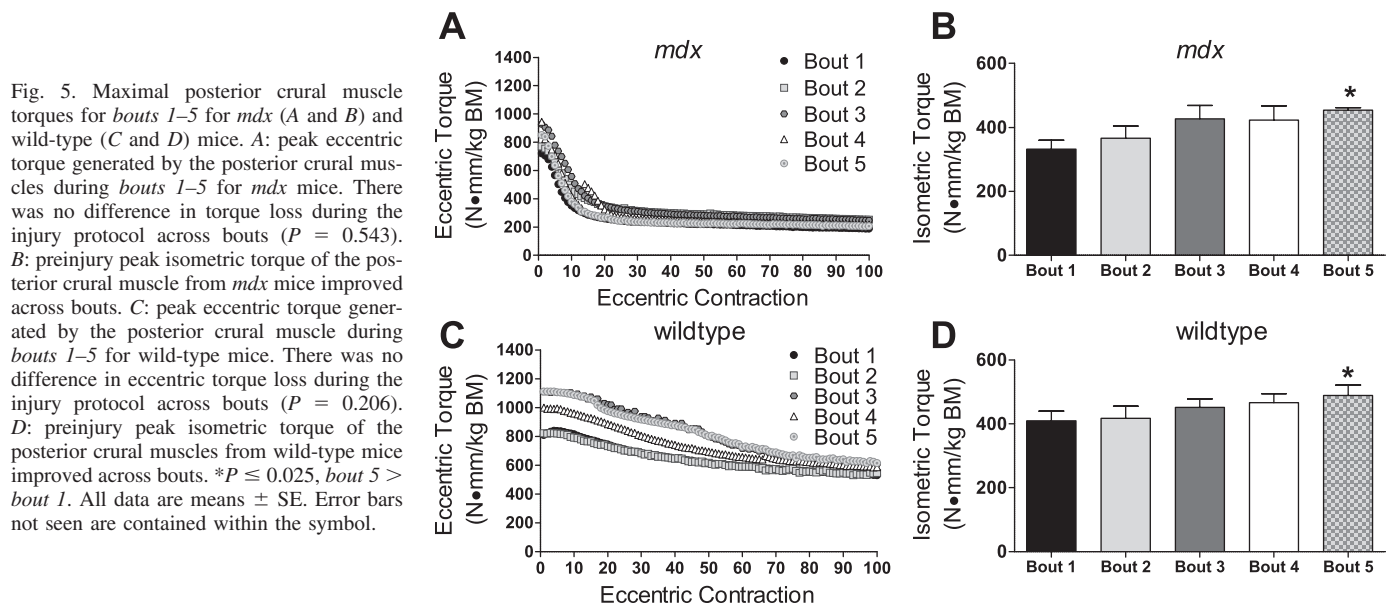 Fig. 5. Maximal posterior crural muscle
torques for bouts 1–5 for mdx (A and B) and
wild-type (C and D) mice. A: peak eccentric
torque generated by the posterior crural mus-
cles during bouts 1–5 for mdx mice. There
was no difference in torque loss during the
injury protocol across bouts (P = 0.543).
B: preinjury peak isometric torque of the pos-
terior crural muscle from mdx mice improved
across bouts. C: peak eccentric torque gener-
ated by the posterior crural muscle during
bouts 1–5 for wild-type mice. There was no
difference in eccentric torque loss during the
injury protocol across bouts (P = 0.206).
D: preinjury peak isometric torque of the
posterior crural muscles from wild-type mice
improved across bouts. *P ≤ 0.025, bout 5 >
bout 1. All data are means ± SE. Error bars
not seen are contained within the symbol.
A
mdx
Eccentric Torque
(N•mm/kg BM)
1400
1200
1000
800
600
400
200
0
0 10 20 30 40 50 60 70 80 90 100
Eccentric Contraction
Bout 1
Bout 2
Bout 3
Bout 4
Bout 5
B
mdx
Isometric Torque
(N•mm/kg BM)
600
400
200
0
*
Bout 1 Bout 2 Bout 3 Bout 4 Bout 5
C
wildtype
Eccentric Torque
(N•mm/kg BM)
1400
1200
1000
800
600
400
200
0
0 10 20 30 40 50 60 70 80 90 100
Eccentric Contraction
Bout 1
Bout 2
Bout 3
Bout 4
Bout 5
D
wildtype
Isometric Torque
(N•mm/kg BM)
600
400
200
0
*
Bout 1 Bout 2 Bout 3 Bout 4 Bout 5